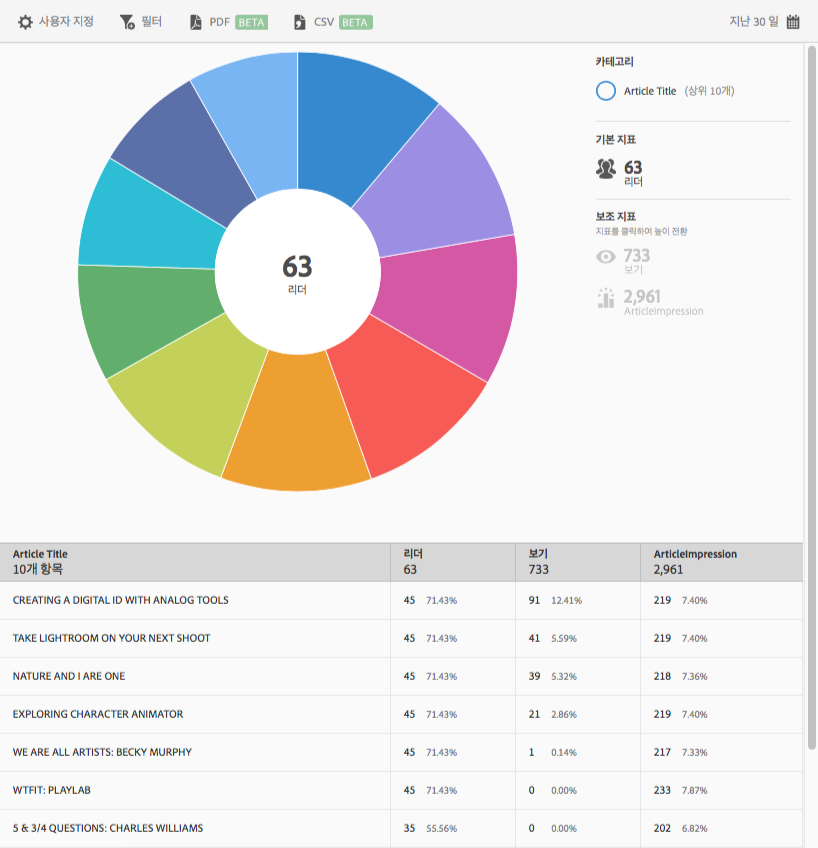 사용자 지정 필터 PDF BETA CSV BETA 지난 30 일
카테고리
Article Title (상위 10개)
기본 지표
63
리더
보조 지표
지표를 클릭하여 높이 전환
733
보기
2,961
ArticleImpression
63
리더
Article Title 리더 보기 ArticleImpression
10개 항목 63 733 2,961
CREATING A DIGITAL ID WITH ANALOG TOOLS 45 71.43% 91 12.41% 219 7.40%
TAKE LIGHTROOM ON YOUR NEXT SHOOT 45 71.43% 41 5.59% 219 7.40%
NATURE AND I ARE ONE 45 71.43% 39 5.32% 218 7.36%
EXPLORING CHARACTER ANIMATOR 45 71.43% 21 2.86% 219 7.40%
WE ARE ALL ARTISTS: BECKY MURPHY 45 71.43% 1 0.14% 217 7.33%
WTFIT: PLAYLAB 45 71.43% 0 0.00% 233 7.87%
5 & 3/4 QUESTIONS: CHARLES WILLIAMS 35 55.56% 0 0.00% 202 6.82%